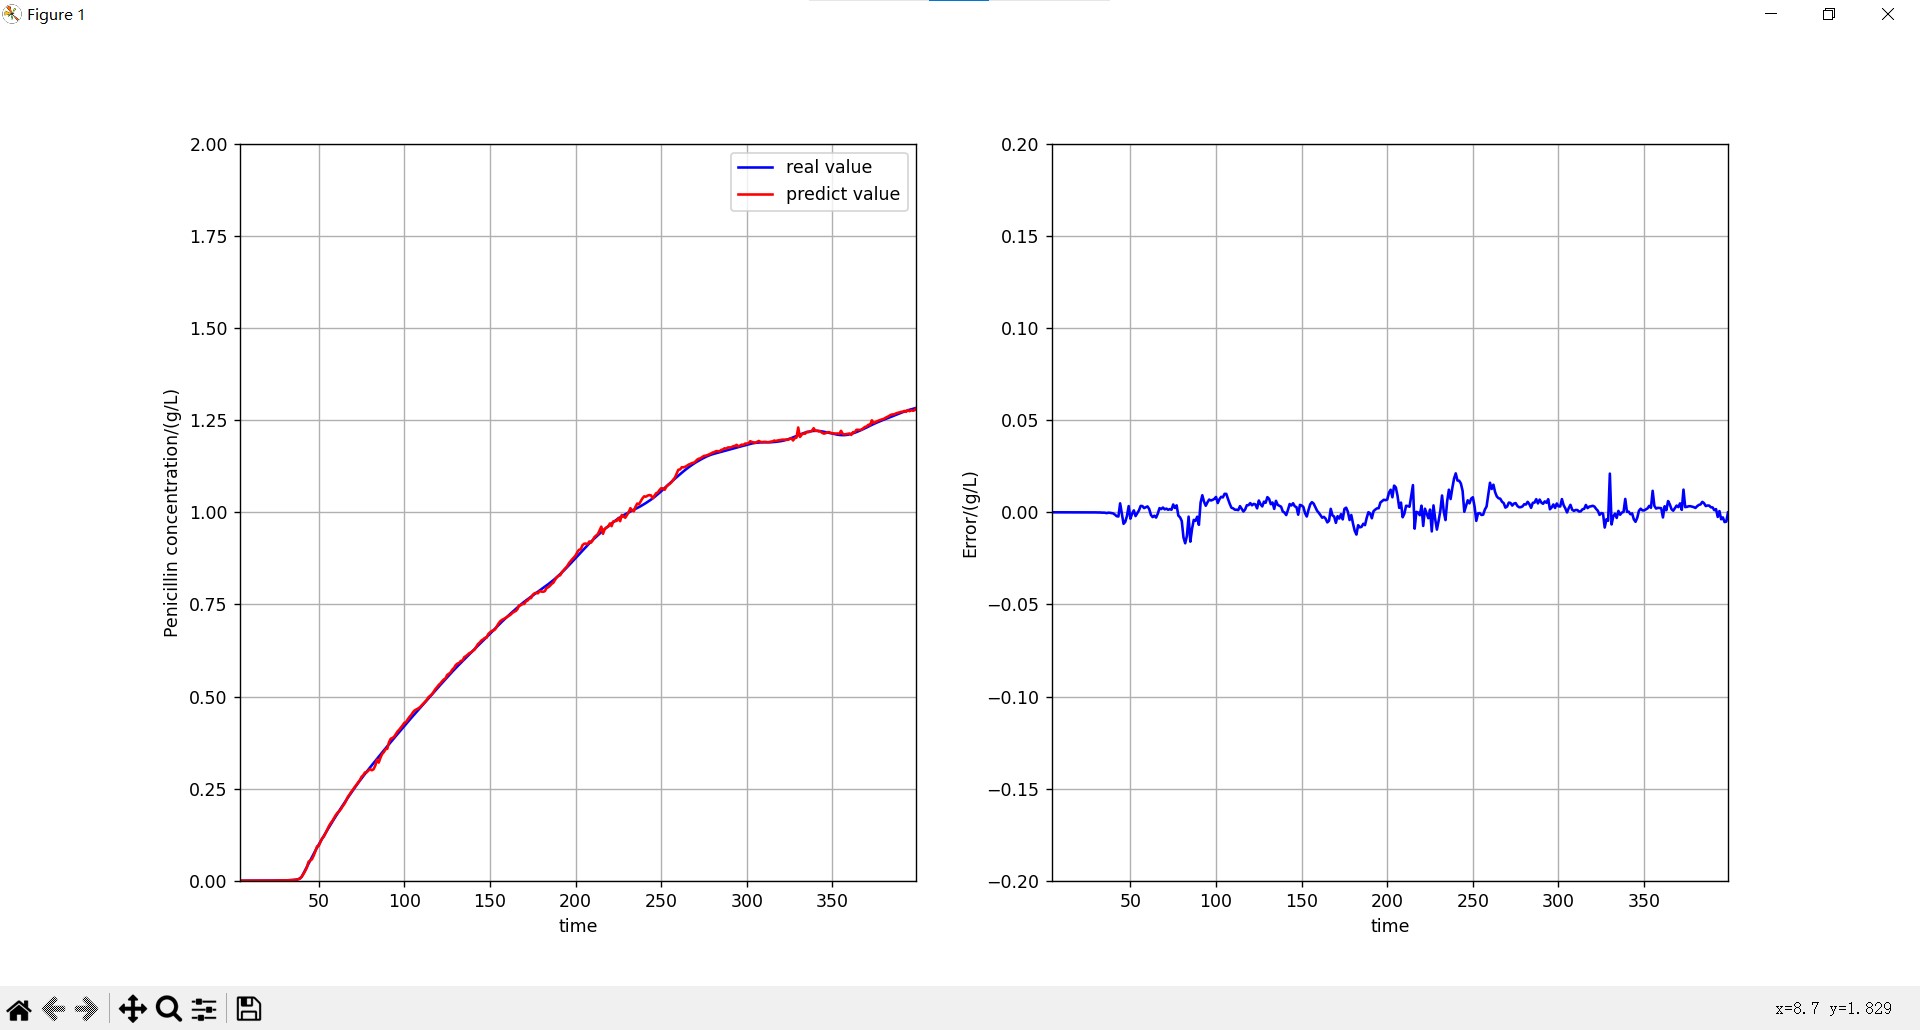 Figure 1
2.00
1.75
1.50
1.25
1.00
0.75
0.50
0.25
0.00
Penicillin concentration/(g/L)
real value
predict value
50 100 150 200 250 300 350
time
0.20
0.15
0.10
0.05
0.00
−0.05
−0.10
−0.15
−0.20
Error/(g/L)
50 100 150 200 250 300 350
time
x=8.7 y=1.829